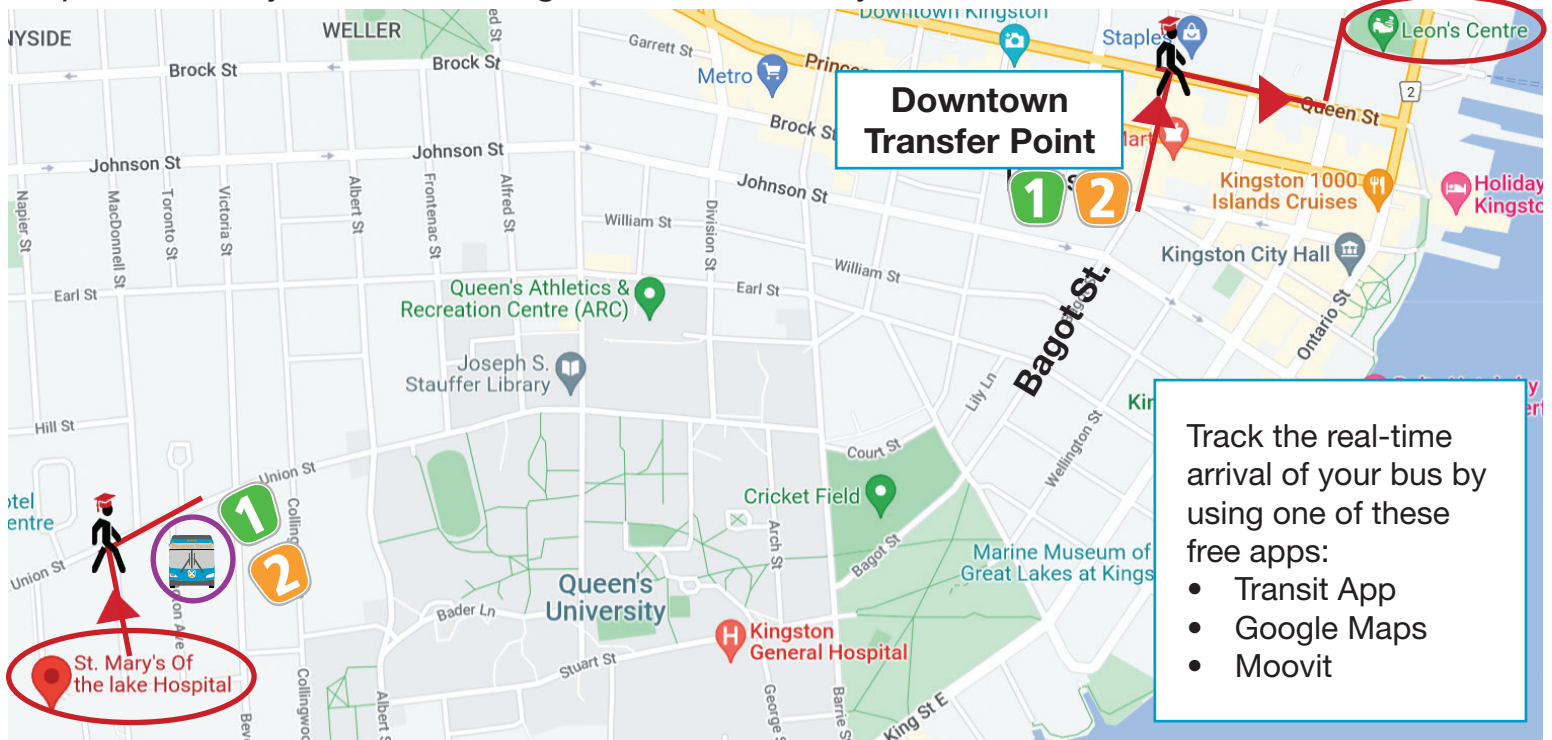 Downtown Kingston
NYSIDE
WELLER
Garrett St
Staples
Leon's Centre
Brock St
Brock St
Metro
Downtown
Transfer Point
2
Queen St
Brock St
Mart
Johnson St
Johnson St
Johnson St
1 2
Kingston 1000
Islands Cruises
Holiday
Kingsto
Napier St
MacDonnell St
Toronto St
Victoria St
Albert St
Frontenac St
Alfred St
William St
Division St
Kingston City Hall
William St
Earl St
Queen's Athletics &
Recreation Centre (ARC)
Earl St
Bagot St.
Ontario St
Joseph S.
Stauffer Library
Lily Ln
Wellington St
Hill St
Court St
Union St
Cricket Field
Track the real-time
arrival of your bus by
using one of these
free apps:
• Transit App
• Google Maps
• Moovit
1
2
Union St
Arch St
Bagot St
Marine Museum of
Great Lakes at Kings
Queen's
University
Bader Ln
Kingston
General Hospital
St. Mary's Of
the lake Hospital
Stuart St
Collingwoo
Albert St
George S
Barrie S
King St E